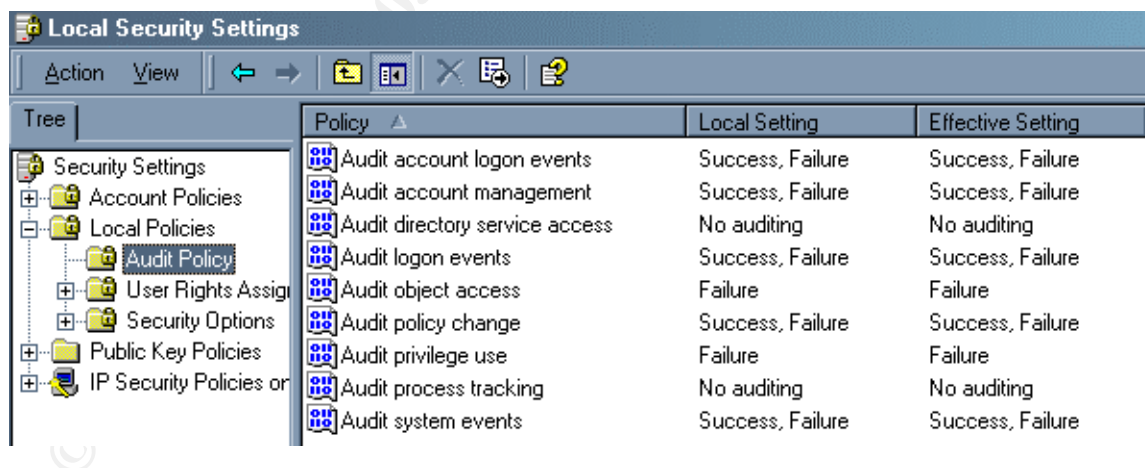 Local Security Settings
Action View
Tree
Policy Local Setting Effective Setting
Security Settings
Account Policies
Local Policies
Audit Policy
User Rights Assig
Security Options
Public Key Policies
IP Security Policies or
Audit account logon events Success, Failure Success, Failure
Audit account management Success, Failure Success, Failure
Audit directory service access No auditing No auditing
Audit logon events Success, Failure Success, Failure
Audit object access Failure Failure
Audit policy change Success, Failure Success, Failure
Audit privilege use Failure Failure
Audit process tracking No auditing No auditing
Audit system events Success, Failure Success, Failure